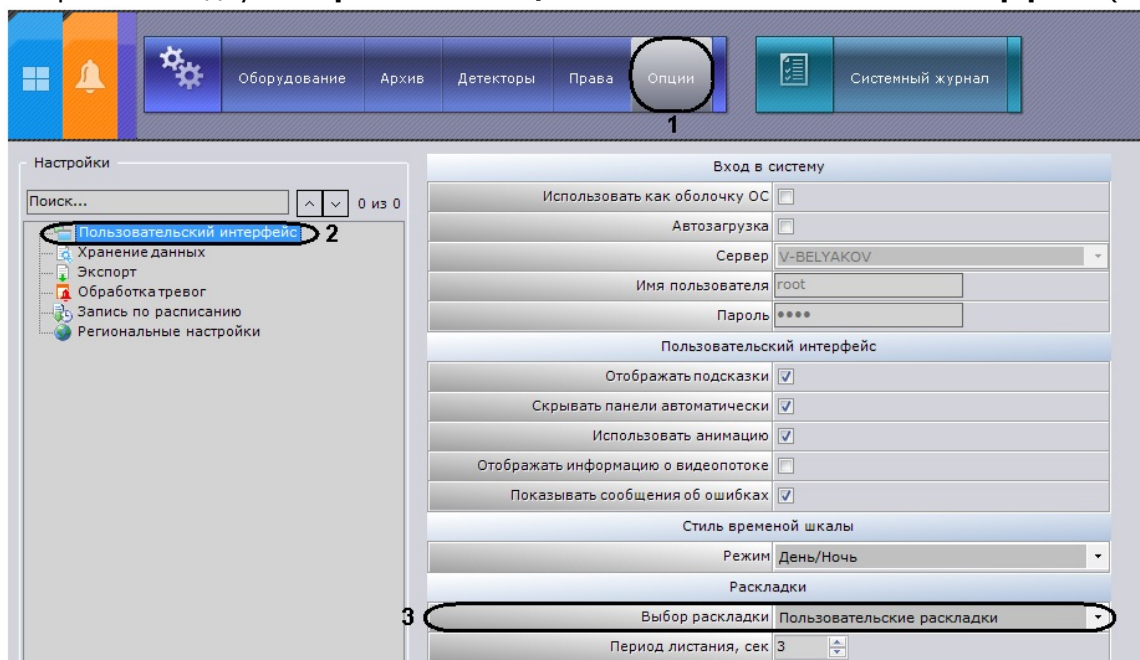 Оборудование Архив Детекторы Права Опции Системный журнал
1
Настройки
Поиск... 0 из 0
Пользовательский интерфейс 2
Хранение данных
Экспорт
Обработка тревог
Запись по расписанию
Региональные настройки
Вход в систему
Использовать как оболочку ОС
Автозагрузка
Сервер V-BELYAKOV
Имя пользователя root
Пароль ••••
Пользовательский интерфейс
Отображать подсказки
Скрывать панели автоматически
Использовать анимацию
Отображать информацию о видеопотоке
Показывать сообщения об ошибках
Стиль временой шкалы
Режим День/Ночь
Раскладки
3 Выбор раскладки Пользовательские раскладки
Период листания, сек 3